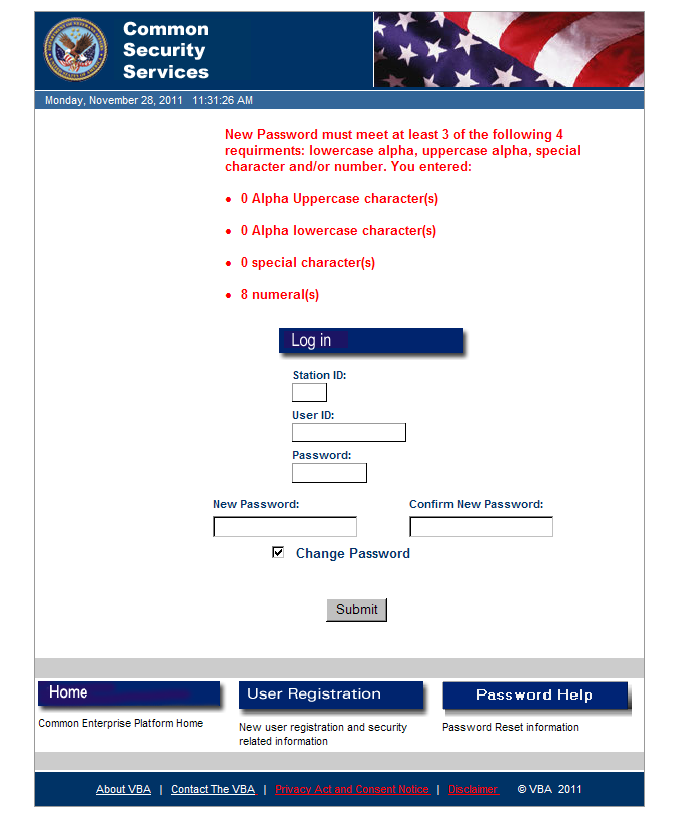 Common
Security
Services
Monday, November 28, 2011 11:31:26 AM
New Password must meet at least 3 of the following 4
requirments: lowercase alpha, uppercase alpha, special
character and/or number. You entered:
• 0 Alpha Uppercase character(s)
• 0 Alpha lowercase character(s)
• 0 special character(s)
• 8 numeral(s)
Log in
Station ID:
User ID:
Password:
New Password: Confirm New Password:
Change Password
Submit
Home User Registration Password Help
Common Enterprise Platform Home New user registration and security Password Reset information
related information
About VBA | Contact The VBA | Privacy Act and Consent Notice | Disclaimer © VBA 2011